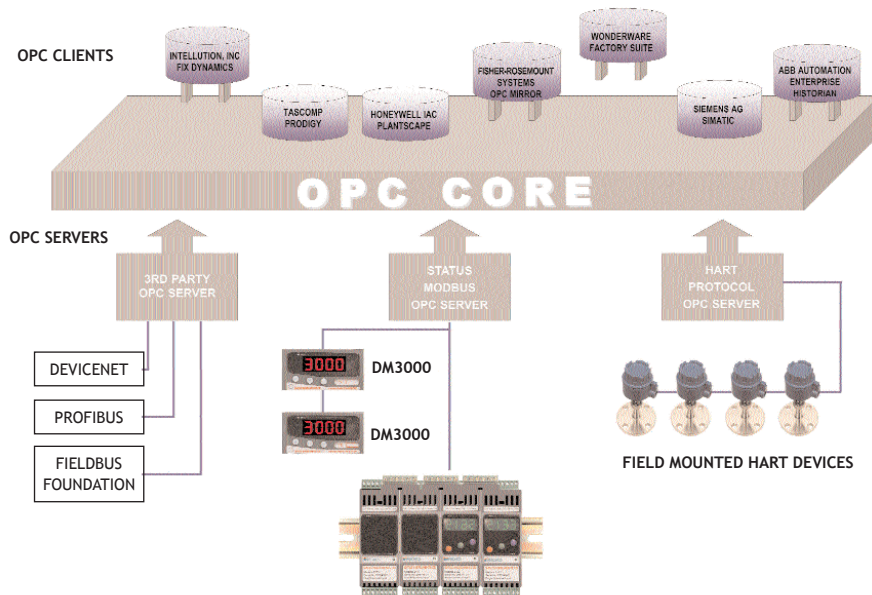 OPC CLIENTS
INTELLUTION, INC
FIX DYNAMICS
TASCOMP
PRODIGY
HONEYWELL IAC
PLANTSCAPE
FISHER-ROSEMOUNT
SYSTEMS
OPC MIRROR
WONDERWARE
FACTORY SUITE
SIEMENS AG
SIMATIC
ABB AUTOMATION
ENTERPRISE
HISTORIAN
OPC CORE
OPC SERVERS
3RD PARTY
OPC SERVER
STATUS
MODBUS
OPC SERVER
HART
PROTOCOL
OPC SERVER
DEVICENET
PROFIBUS
FIELDBUS
FOUNDATION
3000
DM3000
3000
DM3000
FIELD MOUNTED HART DEVICES